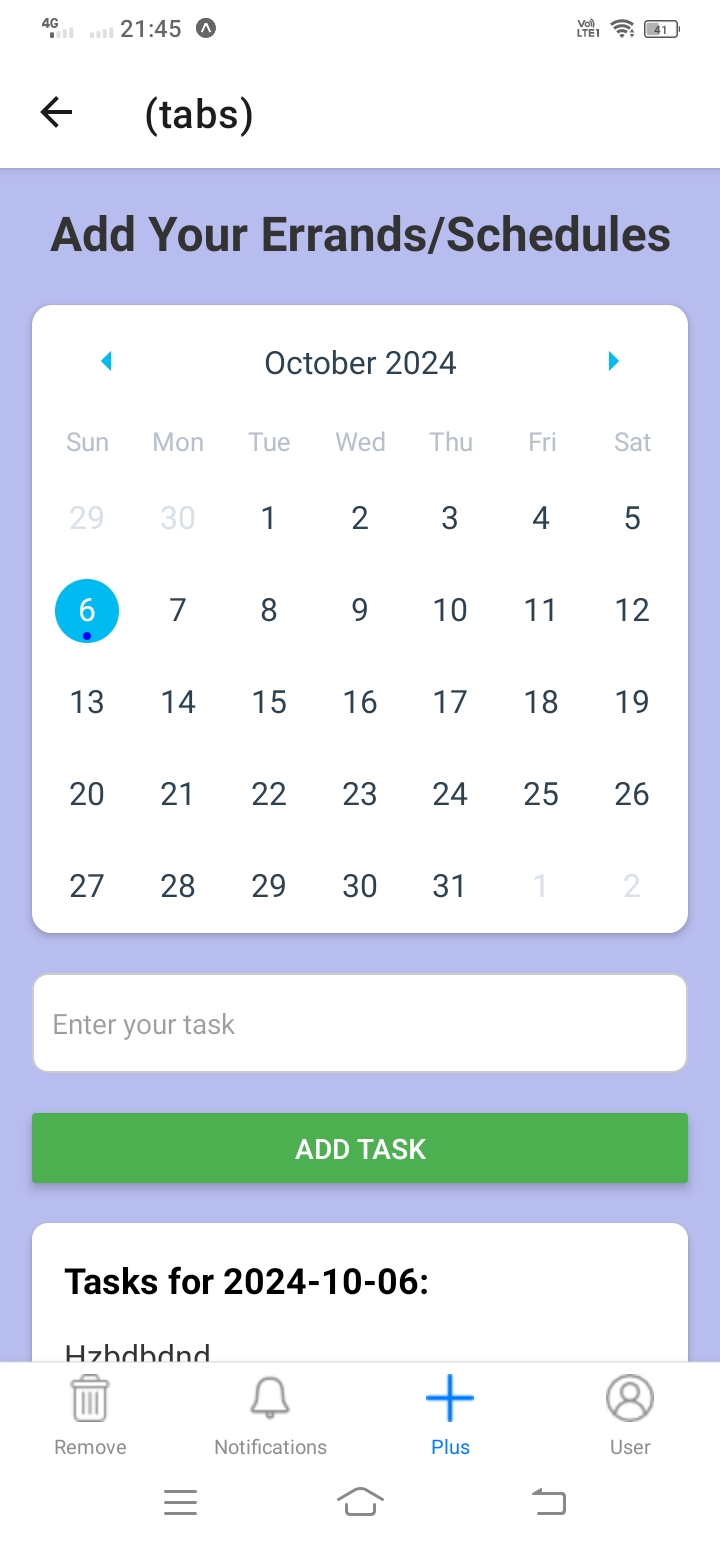 4G 21:45 Vo) LTE1 41
(tabs)
Add Your Errands/Schedules
October 2024
Sun Mon Tue Wed Thu Fri Sat
29 30 1 2 3 4 5
6 7 8 9 10 11 12
13 14 15 16 17 18 19
20 21 22 23 24 25 26
27 28 29 30 31 1 2
Enter your task
ADD TASK
Tasks for 2024-10-06:
Hzbdbdnd
Remove Notifications Plus User